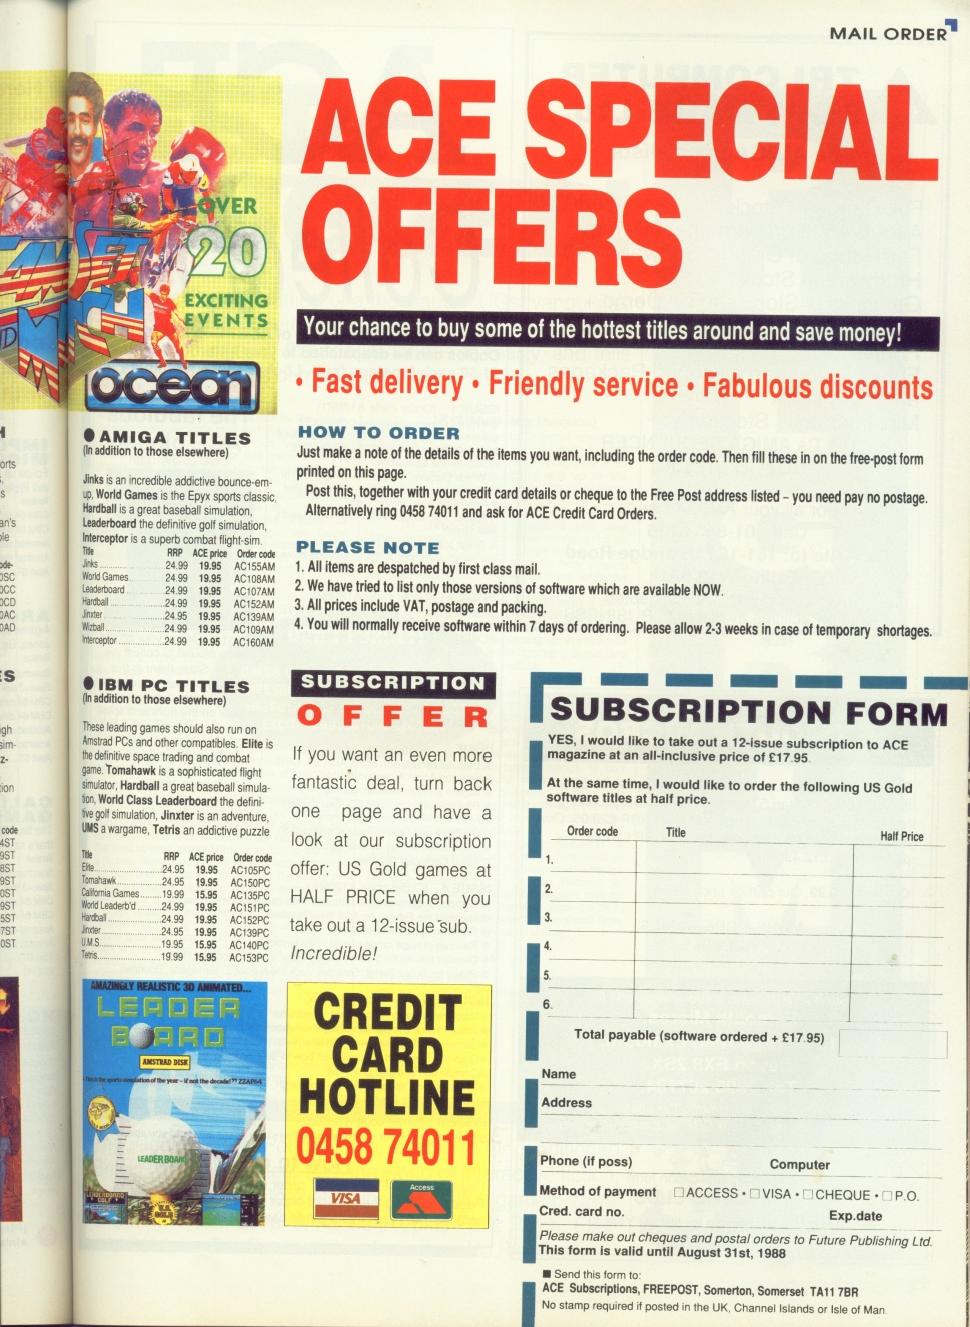 MAIL ORDER
ACE SPECIAL
OFFERS
Your chance to buy some of the hottest titles around and save money!
• Fast delivery • Friendly service • Fabulous discounts
OVER
20
EXCITING
EVENTS
ocean
HOW TO ORDER
Just make a note of the details of the items you want, including the order code. Then fill these in on the free-post form
printed on this page.
Post this, together with your credit card details or cheque to the Free Post address listed – you need pay no postage.
Alternatively ring 0458 74011 and ask for ACE Credit Card Orders.
PLEASE NOTE
1. All items are despatched by first class mail.
2. We have tried to list only those versions of software which are available NOW.
3. All prices include VAT, postage and packing.
4. You will normally receive software within 7 days of ordering. Please allow 2-3 weeks in case of temporary shortages.
● AMIGA TITLES
(In addition to those elsewhere)
Jinks is an incredible addictive bounce-em-
up, World Games is the Epyx sports classic,
Hardball is a great baseball simulation,
Leaderboard the definitive golf simulation,
Interceptor is a superb combat flight-sim.
Title RRP ACE price Order code
Jinks 24.99 19.95 AC155AM
World Games 24.99 19.95 AC108AM
Leaderboard 24.99 19.95 AC107AM
Hardball 24.99 19.95 AC152AM
Jinxter 24.95 19.95 AC139AM
Wizball 24.99 19.95 AC109AM
Interceptor 24.99 19.95 AC160AM
● IBM PC TITLES
(In addition to those elsewhere)
These leading games should also run on
Amstrad PCs and other compatibles. Elite is
the definitive space trading and combat
game. Tomahawk is a sophisticated flight
simulator, Hardball a great baseball simula-
tion, World Class Leaderboard the defini-
tive golf simulation, Jinxter is an adventure,
UMS a wargame, Tetris an addictive puzzle
Title RRP ACE price Order code
Elite 24.95 19.95 AC105PC
Tomahawk 24.95 19.95 AC150PC
California Games 19.99 15.95 AC135PC
World Leaderb'd 24.99 19.95 AC151PC
Hardball 24.99 19.95 AC152PC
Jinxter 24.95 19.95 AC139PC
U.M.S. 19.95 15.95 AC140PC
Tetris 19.99 15.95 AC153PC
AMAZINGLY REALISTIC 3D ANIMATED...
LEADER
BOARD
AMSTRAD DISK
LEADERBOARD
SUBSCRIPTION
OFFER
If you want an even more
fantastic deal, turn back
one page and have a
look at our subscription
offer: US Gold games at
HALF PRICE when you
take out a 12-issue sub.
Incredible!
CREDIT
CARD
HOTLINE
0458 74011
VISA
Access
SUBSCRIPTION FORM
YES, I would like to take out a 12-issue subscription to ACE
magazine at an all-inclusive price of £17.95.
At the same time, I would like to order the following US Gold
software titles at half price.
Order code Title Half Price
1.
2.
3.
4.
5.
6.
Total payable (software ordered + £17.95)
Name
Address
Phone (if poss) Computer
Method of payment □ ACCESS • □ VISA • □ CHEQUE • □ P.O.
Cred. card no. Exp.date
Please make out cheques and postal orders to Future Publishing Ltd.
This form is valid until August 31st, 1988
■ Send this form to:
ACE Subscriptions, FREEPOST, Somerton, Somerset TA11 7BR
No stamp required if posted in the UK, Channel Islands or Isle of Man.